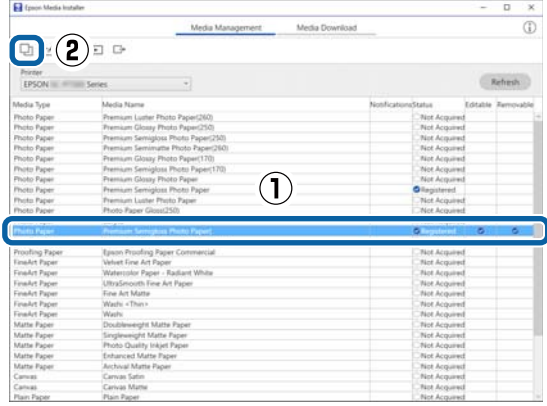 Epson Media Installer
Media Management Media Download
②
Printer
EPSON Series
Refresh
Media Type Media Name Notifications Status Editable Removable
Photo Paper Premium Luster Photo Paper(260) Not Acquired
Photo Paper Premium Glossy Photo Paper(250) Not Acquired
Photo Paper Premium Semigloss Photo Paper(250) Not Acquired
Photo Paper Premium Semimatte Photo Paper(260) Not Acquired
Photo Paper Premium Glossy Photo Paper(170) Not Acquired
Photo Paper Premium Semigloss Photo Paper(170) Not Acquired
Photo Paper Premium Glossy Photo Paper Not Acquired
Photo Paper Premium Semigloss Photo Paper ① Registered
Photo Paper Premium Luster Photo Paper Not Acquired
Photo Paper Photo Paper Gloss(250) Not Acquired
Photo Paper Premium Semigloss Photo Paper( Registered
Proofing Paper Epson Proofing Paper Commercial Not Acquired
FineArt Paper Velvet Fine Art Paper Not Acquired
FineArt Paper Watercolor Paper - Radiant White Not Acquired
FineArt Paper UltraSmooth Fine Art Paper Not Acquired
FineArt Paper Fine Art Matte Not Acquired
FineArt Paper Washi <Thin> Not Acquired
FineArt Paper Washi Not Acquired
Matte Paper Doubleweight Matte Paper Not Acquired
Matte Paper Singleweight Matte Paper Not Acquired
Matte Paper Photo Quality Inkjet Paper Not Acquired
Matte Paper Enhanced Matte Paper Not Acquired
Matte Paper Archival Matte Paper Not Acquired
Canvas Canvas Satin Not Acquired
Canvas Canvas Matte Not Acquired
Plain Paper Plain Paper Not Acquired